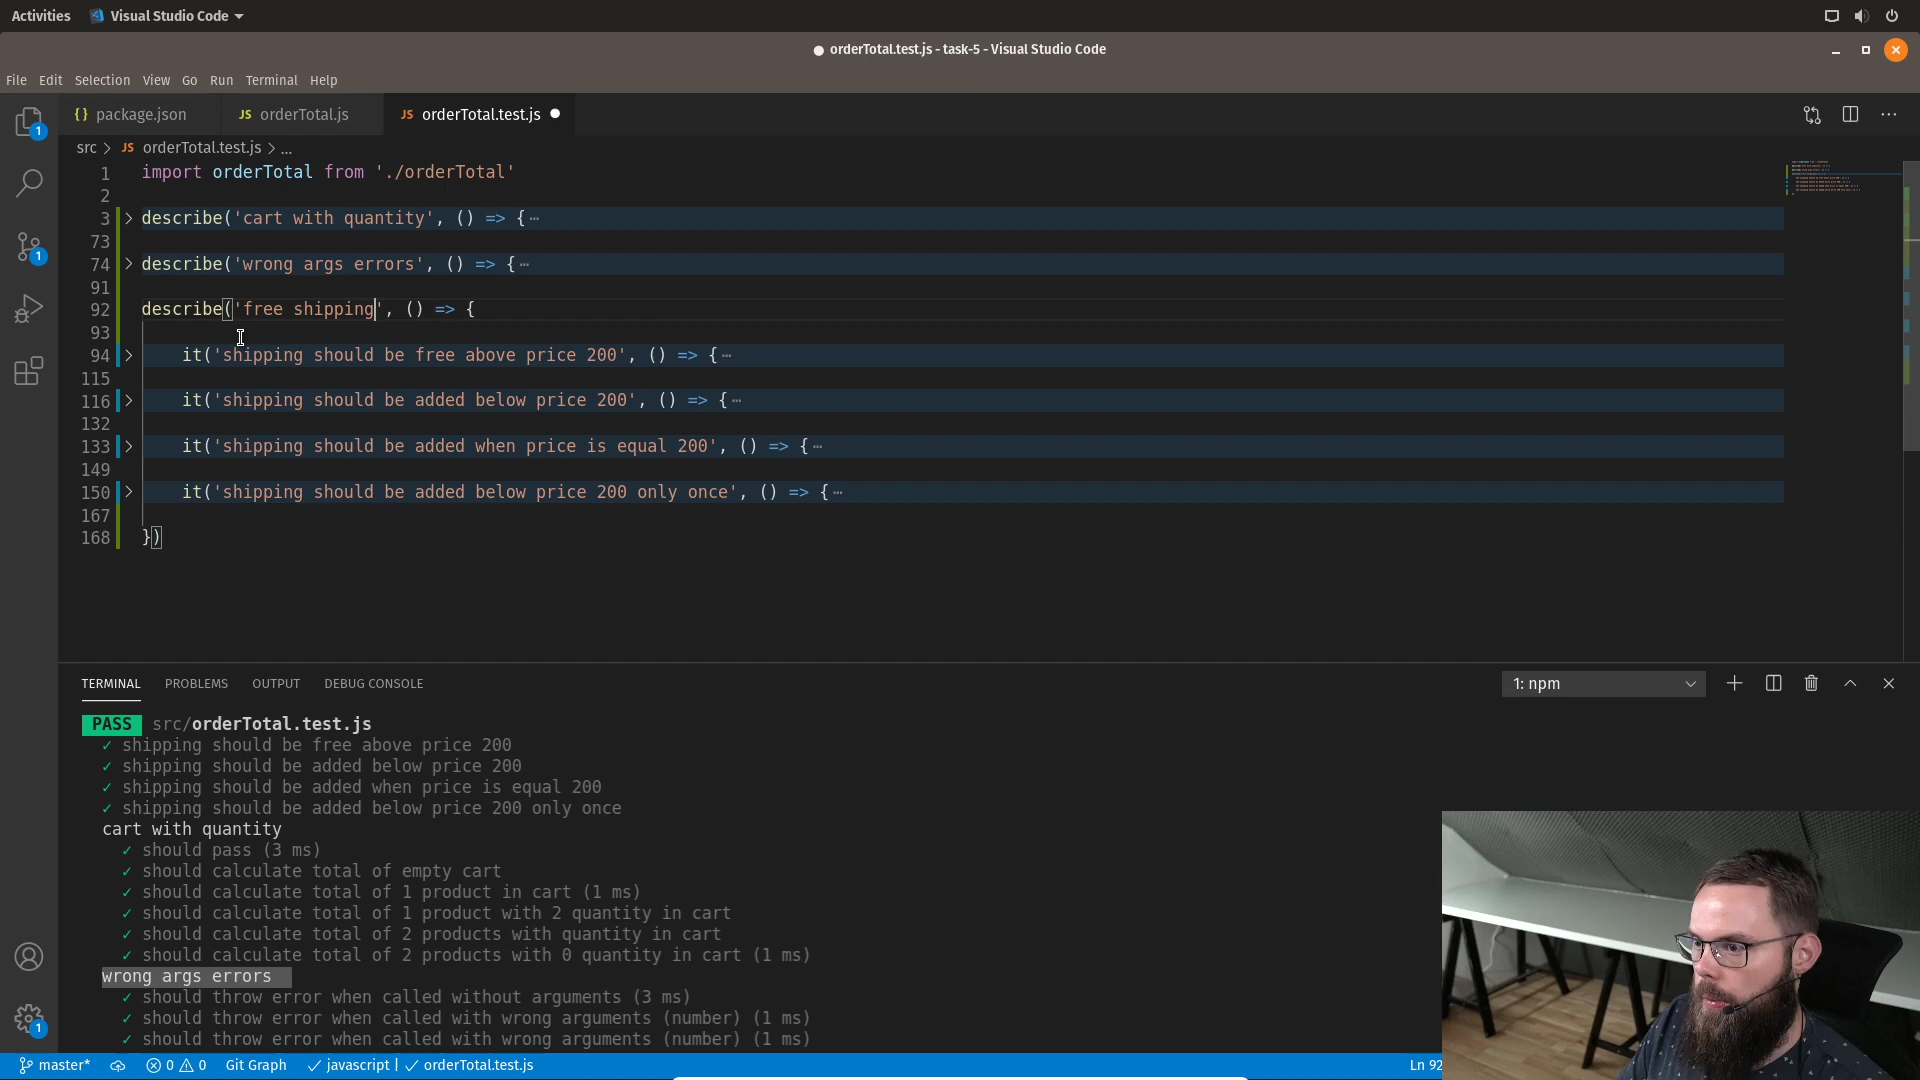 Activities Visual Studio Code
orderTotal.test.js - task-5 - Visual Studio Code
File Edit Selection View Go Run Terminal Help
{} package.json JS orderTotal.js JS orderTotal.test.js
src > JS orderTotal.test.js > ...
1 import orderTotal from './orderTotal'
2
3 describe('cart with quantity', () => {⋯
73
74 describe('wrong args errors', () => {⋯
91
92 describe('free shipping', () => {
93
94 it('shipping should be free above price 200', () => {⋯
115
116 it('shipping should be added below price 200', () => {⋯
132
133 it('shipping should be added when price is equal 200', () => {⋯
149
150 it('shipping should be added below price 200 only once', () => {⋯
167
168 })
1
1
1
TERMINAL PROBLEMS OUTPUT DEBUG CONSOLE 1: npm
PASS src/orderTotal.test.js
✓ shipping should be free above price 200
✓ shipping should be added below price 200
✓ shipping should be added when price is equal 200
✓ shipping should be added below price 200 only once
cart with quantity
✓ should pass (3 ms)
✓ should calculate total of empty cart
✓ should calculate total of 1 product in cart (1 ms)
✓ should calculate total of 1 product with 2 quantity in cart
✓ should calculate total of 2 products with quantity in cart
✓ should calculate total of 2 products with 0 quantity in cart (1 ms)
wrong args errors
✓ should throw error when called without arguments (3 ms)
✓ should throw error when called with wrong arguments (number) (1 ms)
✓ should throw error when called with wrong arguments (number) (1 ms)
master* 0 0 Git Graph ✓ javascript | ✓ orderTotal.test.js Ln 92